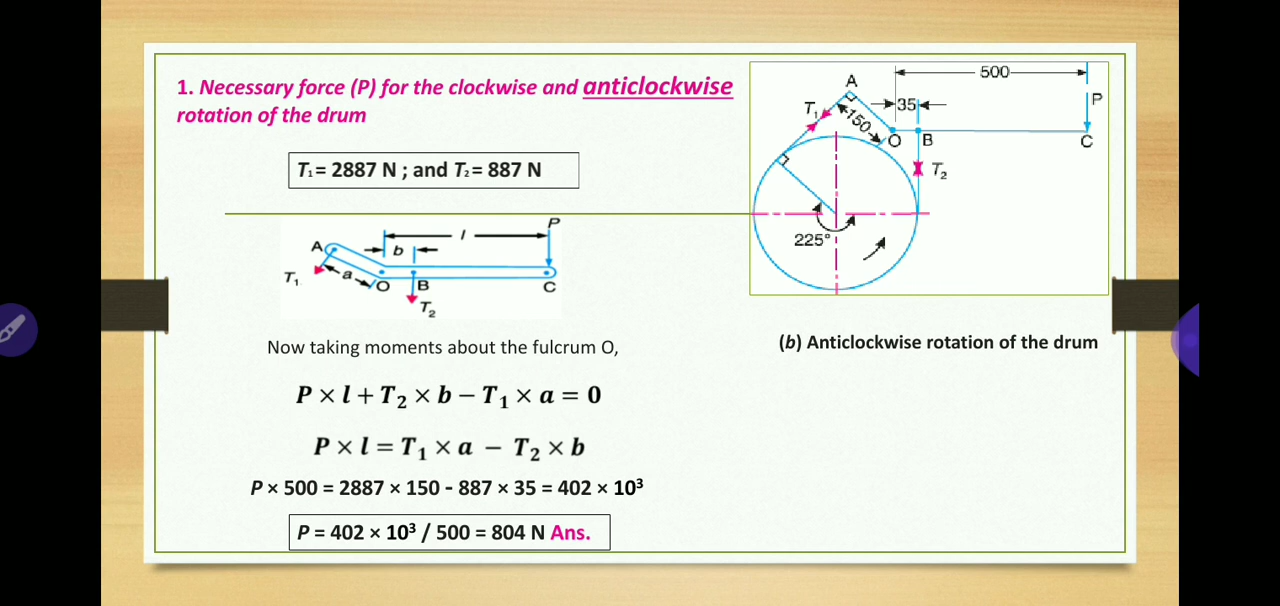 1. Necessary force (P) for the clockwise and anticlockwise
rotation of the drum
T₁ = 2887 N ; and T₂ = 887 N
A
T₁
a
O
b
B
T₂
l
P
C
Now taking moments about the fulcrum O,
P × l + T₂ × b − T₁ × a = 0
P × l = T₁ × a − T₂ × b
P × 500 = 2887 × 150 - 887 × 35 = 402 × 10³
P = 402 × 10³ / 500 = 804 N Ans.
500
A
P
T₁
35
150
O
B
C
T₂
225°
(b) Anticlockwise rotation of the drum